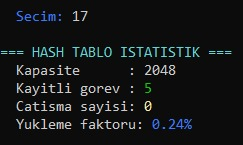 Secim: 17
=== HASH TABLO ISTATISTIK ===
Kapasite : 2048
Kayitli gorev : 5
Catisma sayisi: 0
Yukleme faktoru: 0.24%